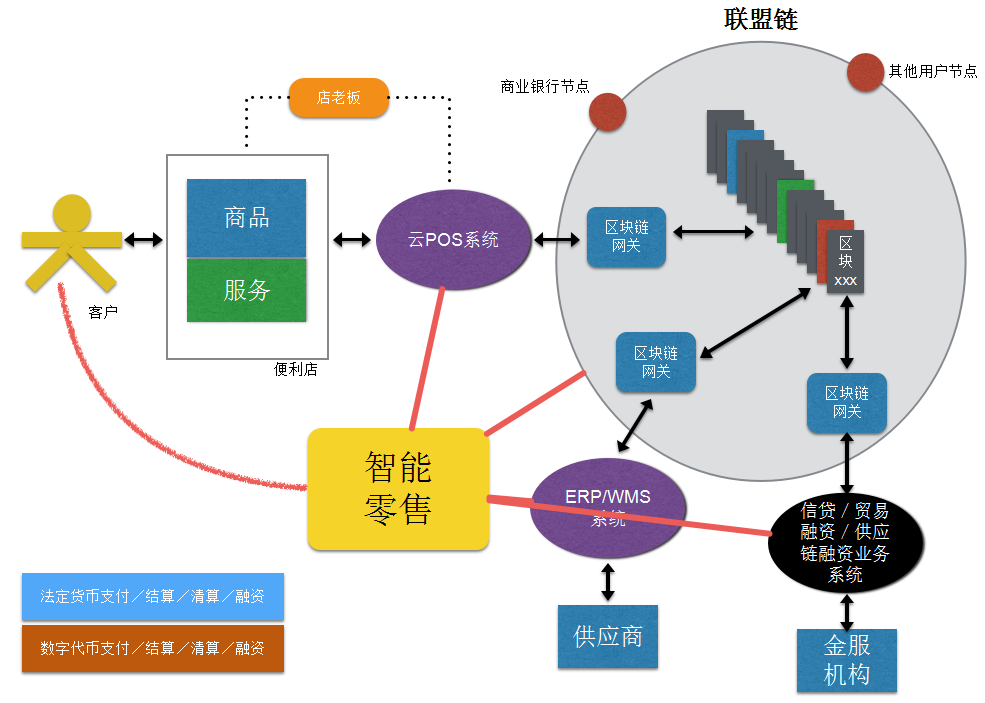 联盟链
其他用户节点
商业银行节点
店老板
商品
服务
客户
便利店
云POS系统
区块链
网关
区
块
xxx
区块链
网关
区块链
网关
智能
零售
ERP/WMS
系统
信贷／贸易
融资／供应
链融资业务
系统
法定货币支付／结算／清算／融资
数字代币支付／结算／清算／融资
供应商
金服
机构